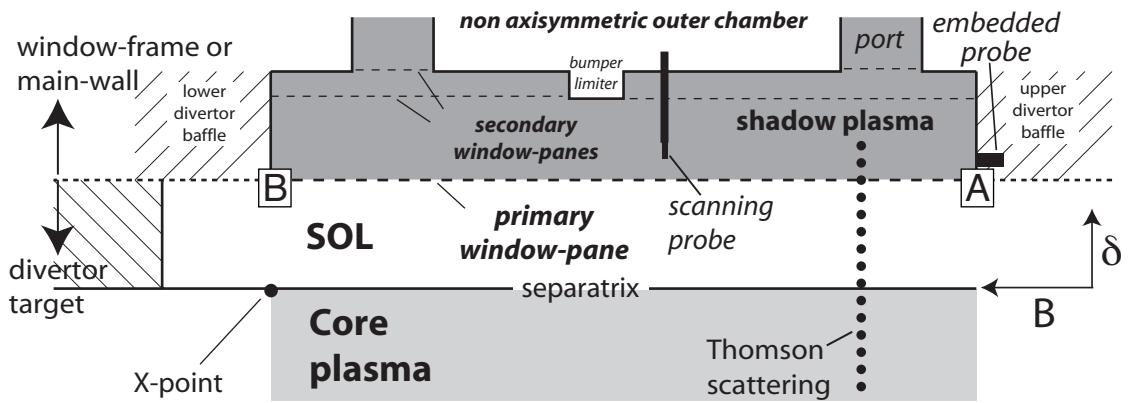 non axisymmetric outer chamber
embedded
probe
port
window-frame or
main-wall
bumper
limiter
lower
divertor
baffle
upper
divertor
baffle
secondary
window-panes
shadow plasma
B
A
primary
window-pane
scanning
probe
SOL
δ
divertor
target
separatrix
B
Core
plasma
X-point
Thomson
scattering